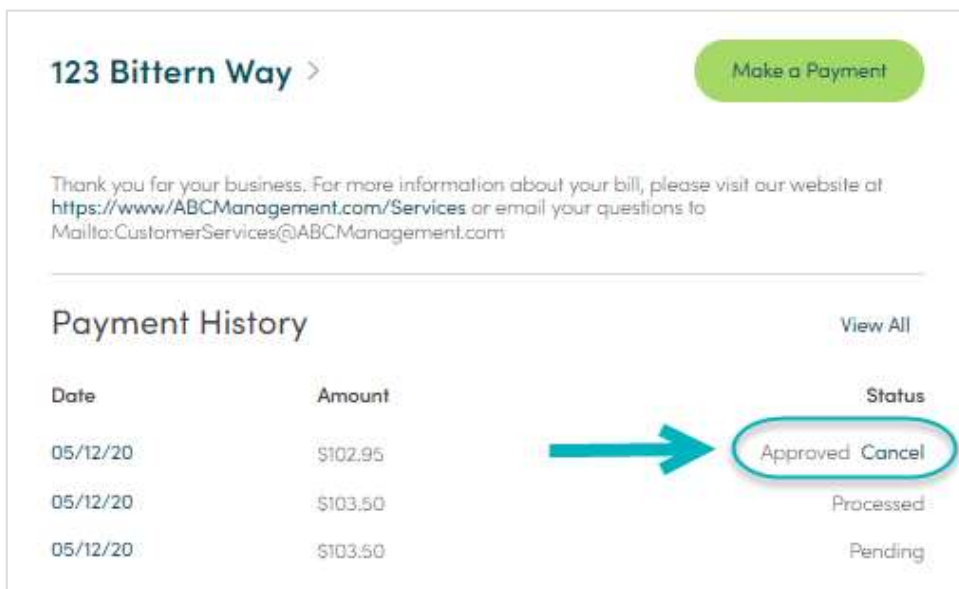 123 Bittern Way >
Make a Payment
Thank you for your business. For more information about your bill, please visit our website at
https://www/ABCManagement.com/Services or email your questions to
Mailto:CustomerServices@ABCManagement.com
Payment History
View All
Date Amount Status
05/12/20 $102.95 Approved Cancel
05/12/20 $103.50 Processed
05/12/20 $103.50 Pending